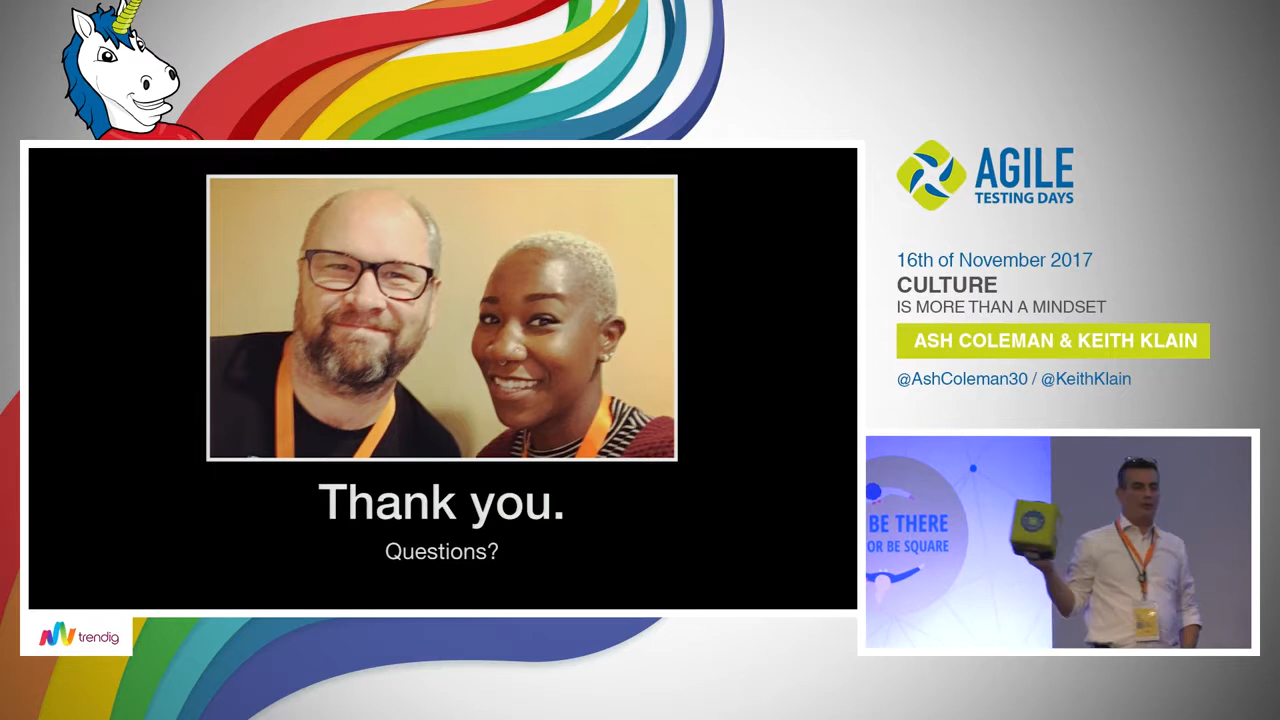 Thank you.
Questions?
trendig
AGILE
TESTING DAYS
16th of November 2017
CULTURE
IS MORE THAN A MINDSET
ASH COLEMAN & KEITH KLAIN
@AshColeman30 / @KeithKlain
BE THERE
OR BE SQUARE